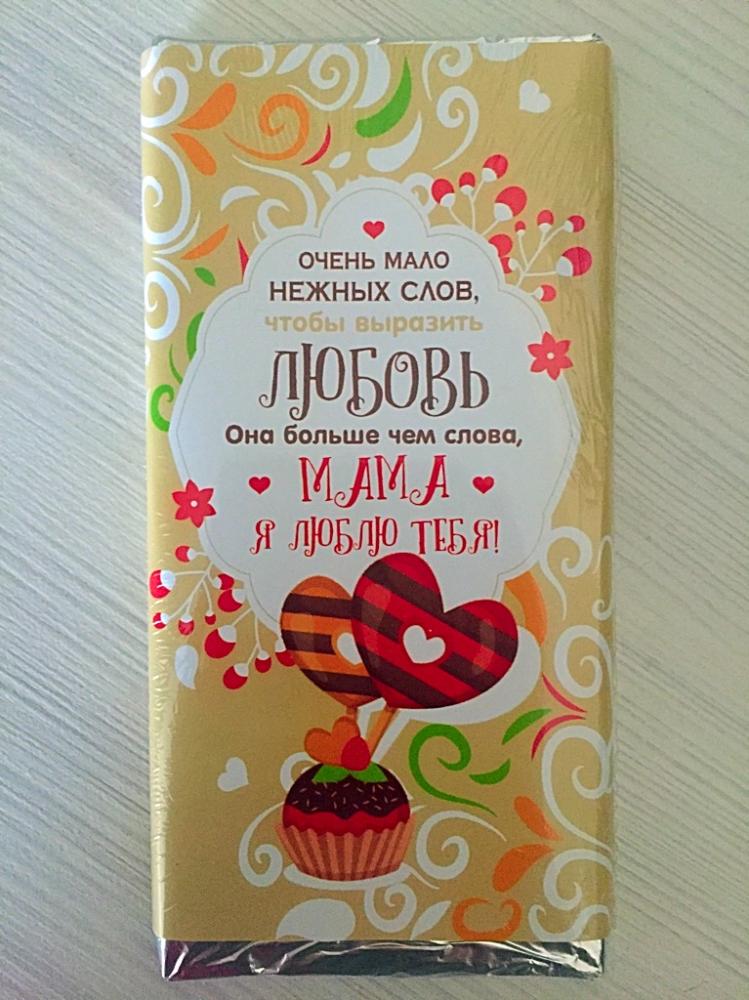 ОЧЕНЬ МАЛО
НЕЖНЫХ СЛОВ,
чтобы выразить
ЛЮБОВЬ
Она больше чем слова,
МАМА
Я ЛЮБЛЮ ТЕБЯ!